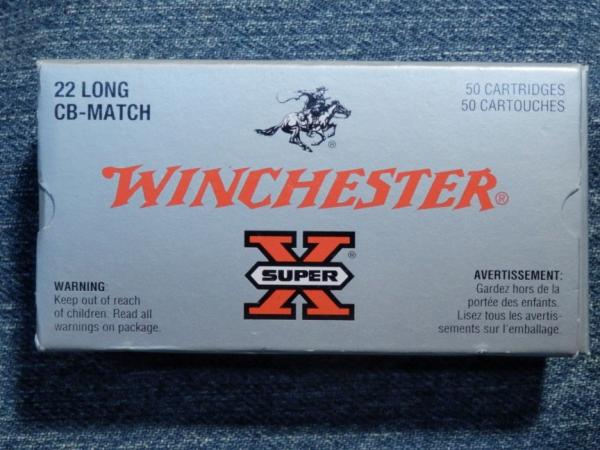 22 LONG
CB-MATCH
50 CARTRIDGES
50 CARTOUCHES
®
WINCHESTER®
X
SUPER
®
WARNING:
Keep out of reach
of children. Read all
warnings on package.
AVERTISSEMENT:
Gardez hors de la
portée des enfants.
Lisez tous les avertis-
sements sur l'emballage.